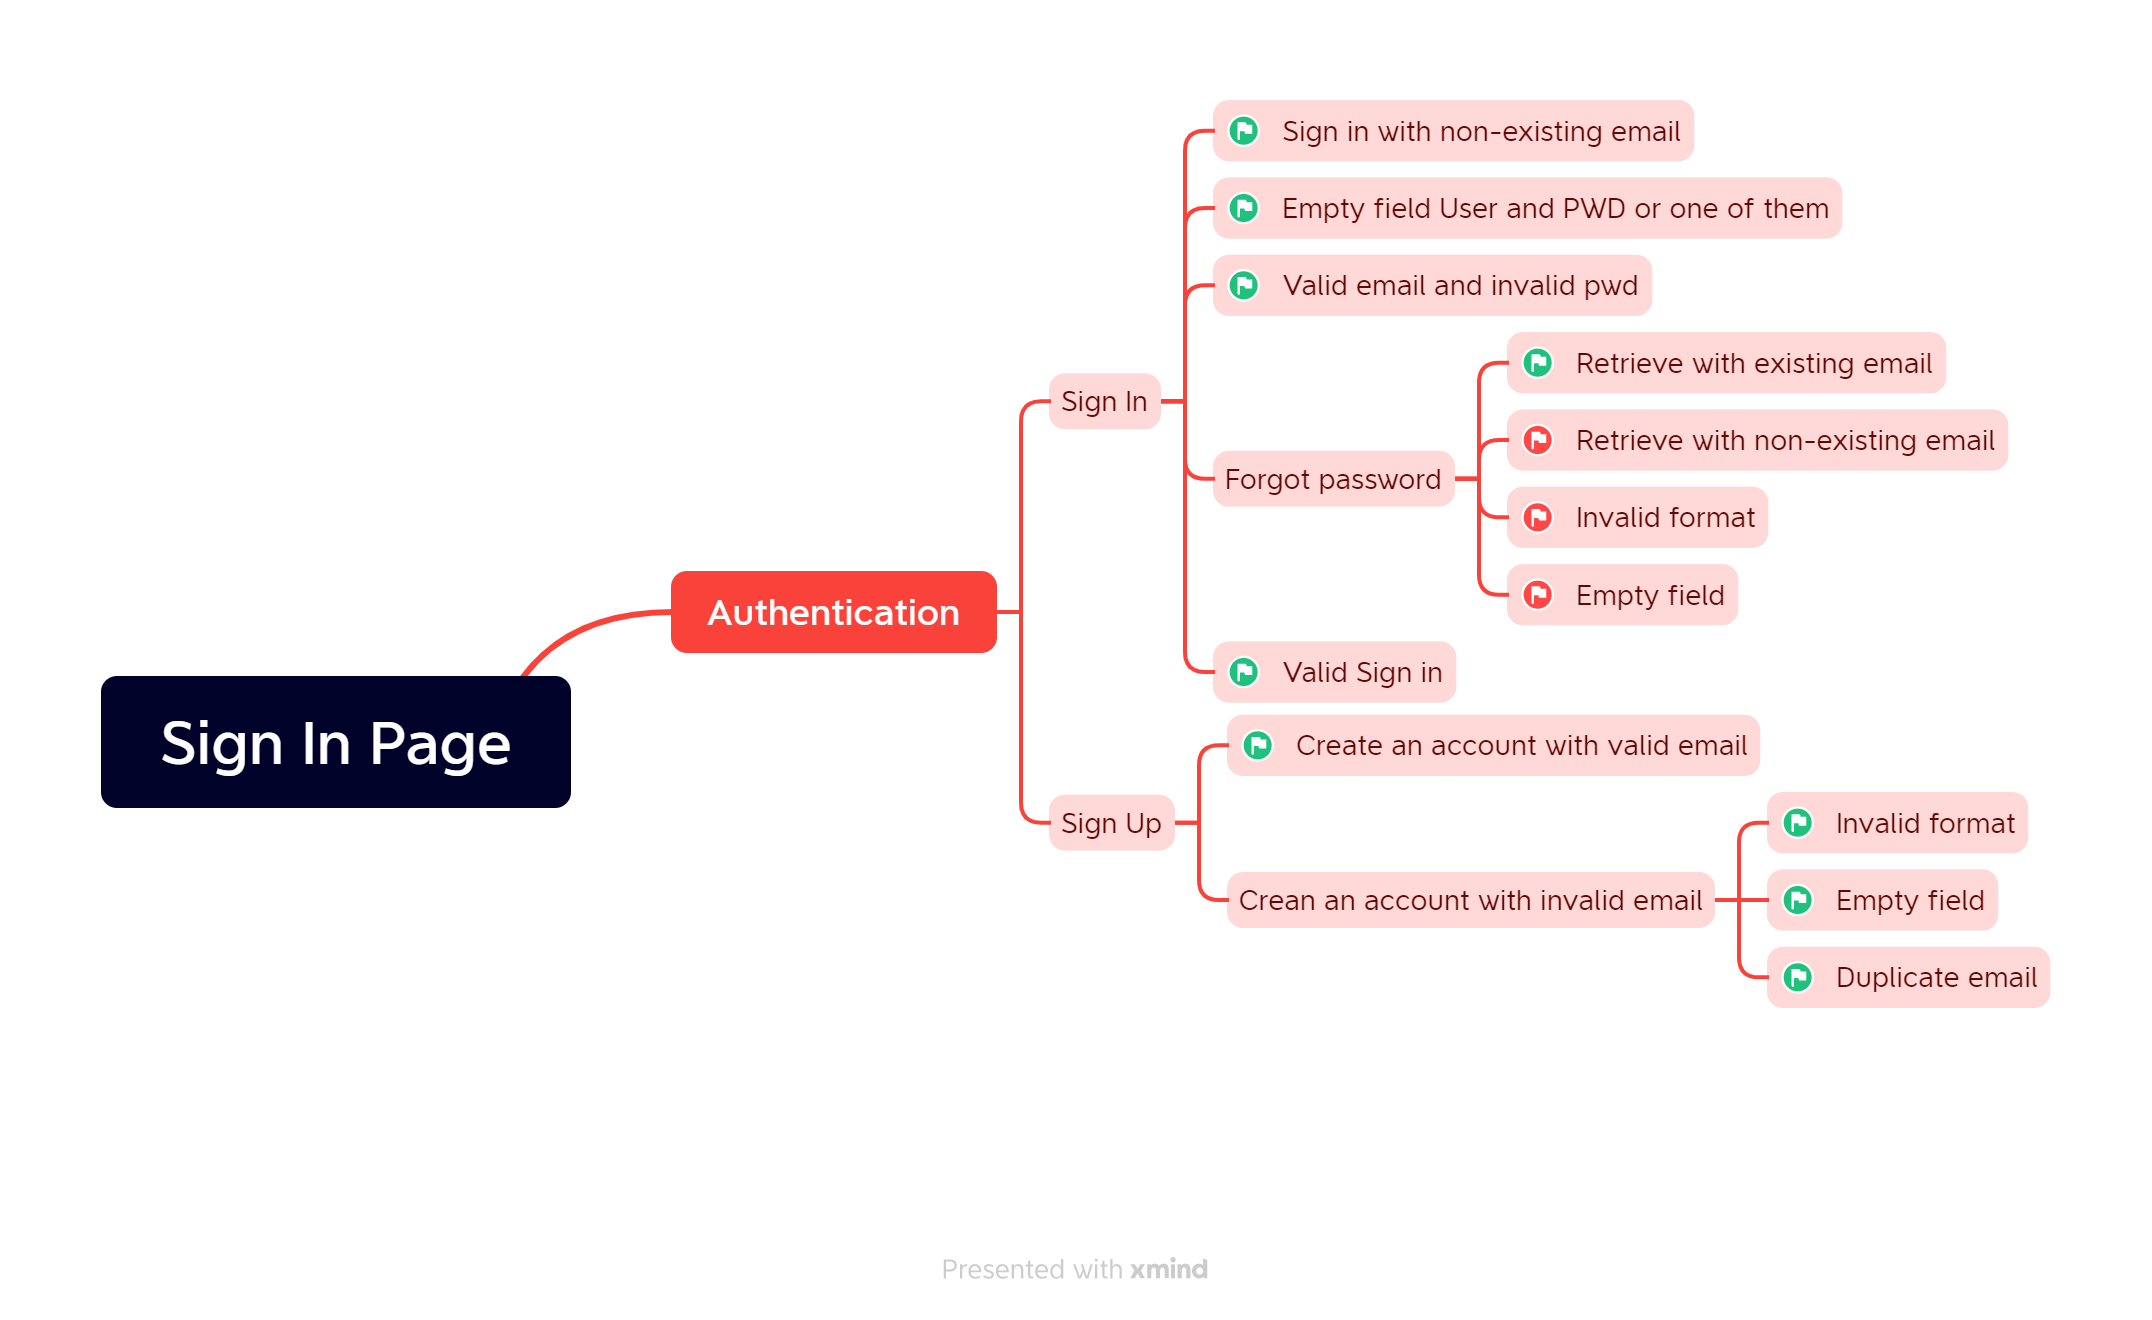 Sign In Page
Authentication
Sign In
Sign in with non-existing email
Empty field User and PWD or one of them
Valid email and invalid pwd
Forgot password
Retrieve with existing email
Retrieve with non-existing email
Invalid format
Empty field
Valid Sign in
Sign Up
Create an account with valid email
Crean an account with invalid email
Invalid format
Empty field
Duplicate email
Presented with xmind